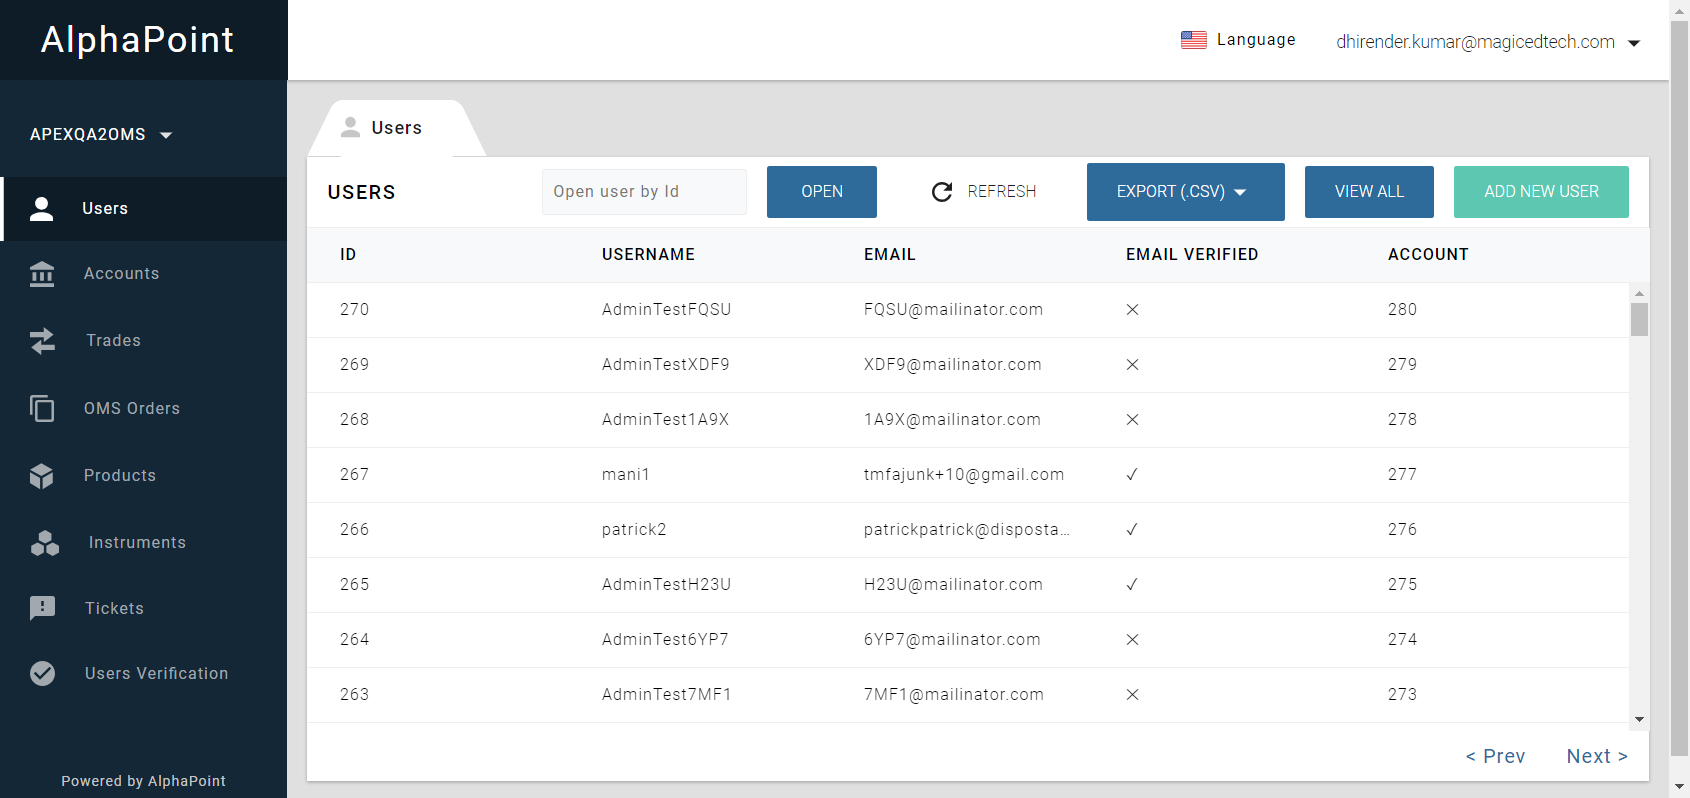 AlphaPoint
Language
dhirender.kumar@magicedtech.com
APEXQA2OMS
Users
Accounts
Trades
OMS Orders
Products
Instruments
Tickets
Users Verification
Powered by AlphaPoint
Users
USERS
Open user by Id
OPEN
REFRESH
EXPORT (.CSV)
VIEW ALL
ADD NEW USER
ID USERNAME EMAIL EMAIL VERIFIED ACCOUNT
270 AdminTestFQSU FQSU@mailinator.com ✕ 280
269 AdminTestXDF9 XDF9@mailinator.com ✕ 279
268 AdminTest1A9X 1A9X@mailinator.com ✕ 278
267 mani1 tmfajunk+10@gmail.com ✓ 277
266 patrick2 patrickpatrick@disposta… ✓ 276
265 AdminTestH23U H23U@mailinator.com ✓ 275
264 AdminTest6YP7 6YP7@mailinator.com ✕ 274
263 AdminTest7MF1 7MF1@mailinator.com ✕ 273
< Prev Next >